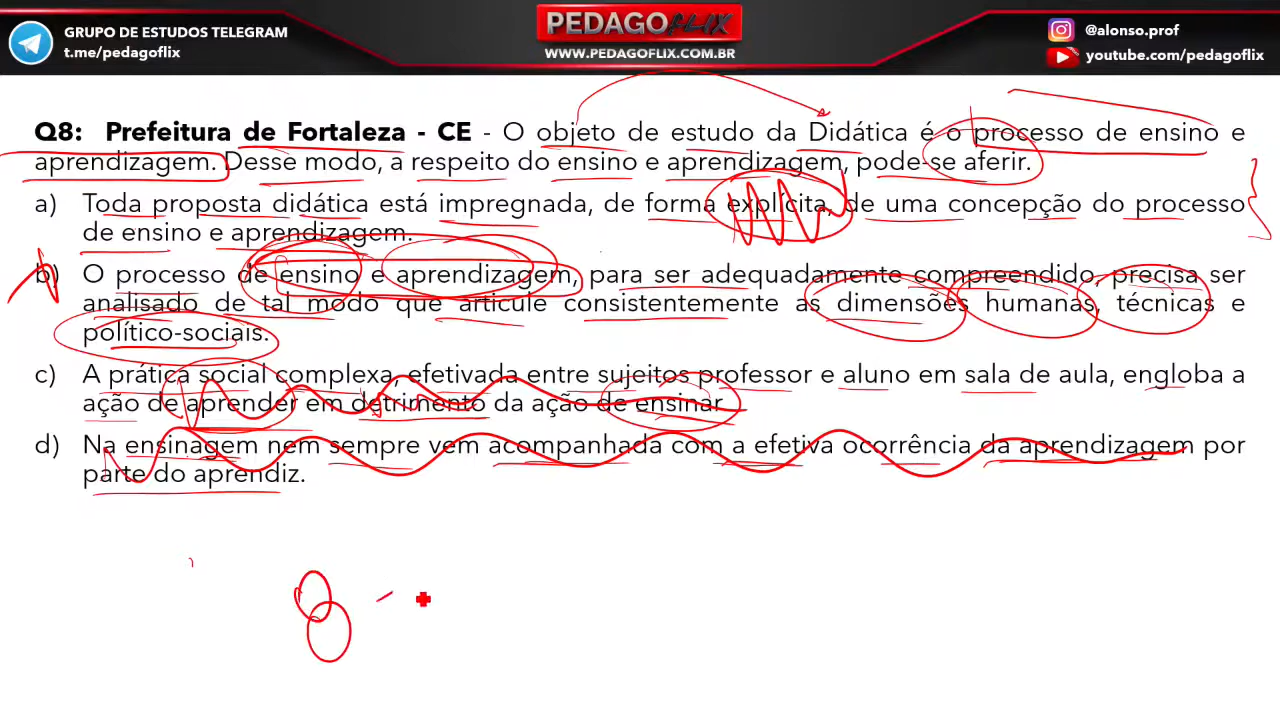 GRUPO DE ESTUDOS TELEGRAM
t.me/pedagoflix
PEDAGOFLIX
WWW.PEDAGOFLIX.COM.BR
@alonso.prof
youtube.com/pedagoflix
Q8: Prefeitura de Fortaleza - CE - O objeto de estudo da Didática é o processo de ensino e
aprendizagem. Desse modo, a respeito do ensino e aprendizagem, pode-se aferir.
a) Toda proposta didática está impregnada, de forma explícita, de uma concepção do processo
de ensino e aprendizagem.
b) O processo de ensino e aprendizagem, para ser adequadamente compreendido, precisa ser
analisado de tal modo que articule consistentemente as dimensões humanas, técnicas e
político-sociais.
c) A prática social complexa, efetivada entre sujeitos professor e aluno em sala de aula, engloba a
ação de aprender em detrimento da ação de ensinar.
d) Na ensinagem nem sempre vem acompanhada com a efetiva ocorrência da aprendizagem por
parte do aprendiz.